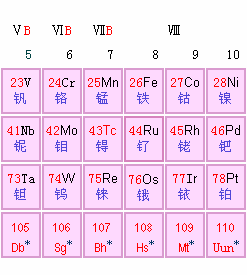 ⅤB ⅥB ⅦB Ⅷ
5 6 7 8 9 10
23V 24Cr 25Mn 26Fe 27Co 28Ni
钒 铬 锰 铁 钴 镍
41Nb 42Mo 43Tc 44Ru 45Rh 46Pd
铌 钼 锝 钌 铑 钯
73Ta 74W 75Re 76Os 77Ir 78Pt
钽 钨 铼 锇 铱 铂
105 106 107 108 109 110
Db* Sg* Bh* Hs* Mt* Uun*